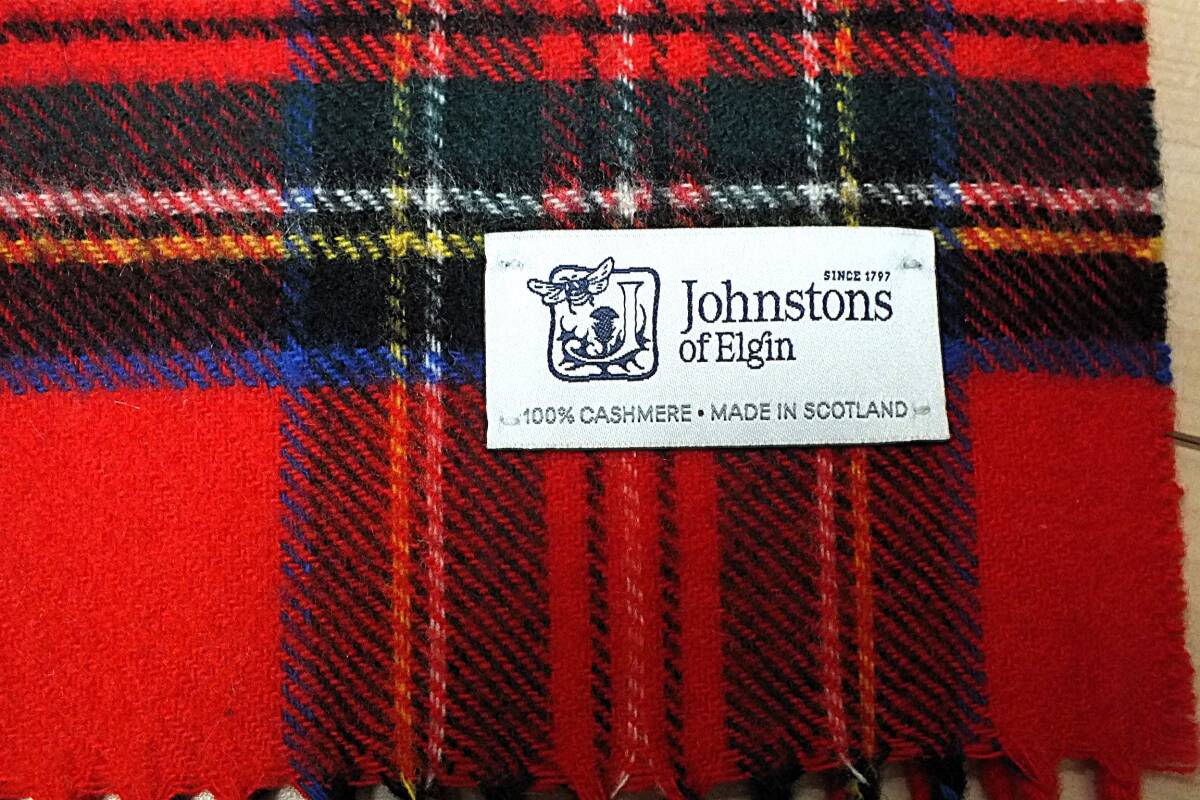 SINCE 1797
Johnstons
of Elgin
100% CASHMERE • MADE IN SCOTLAND